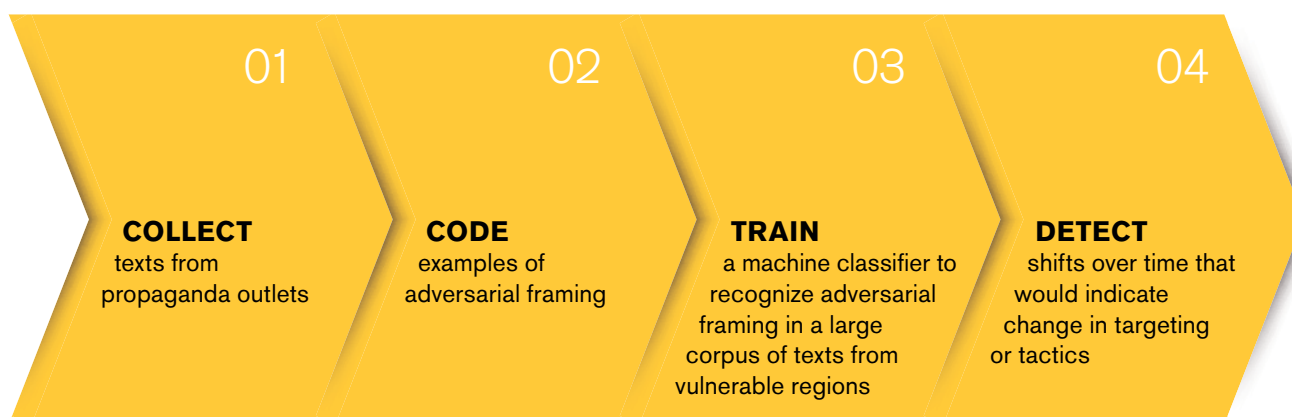 01
COLLECT
texts from
propaganda outlets
02
CODE
examples of
adversarial framing
03
TRAIN
a machine classifier to
recognize adversarial
framing in a large
corpus of texts from
vulnerable regions
04
DETECT
shifts over time that
would indicate
change in targeting
or tactics